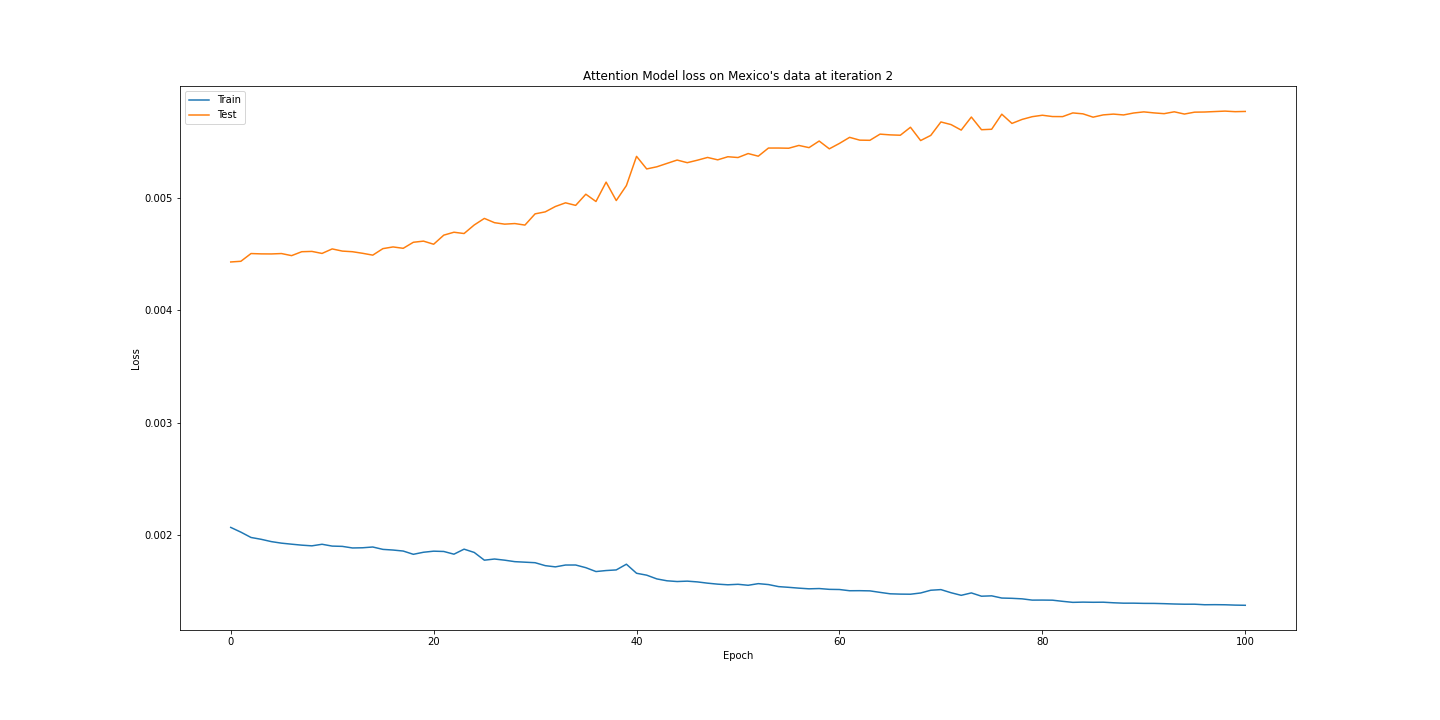 Attention Model loss on Mexico's data at iteration 2
Train
Test
0.005
0.004
0.003
0.002
Loss
0
20
40
60
80
100
Epoch